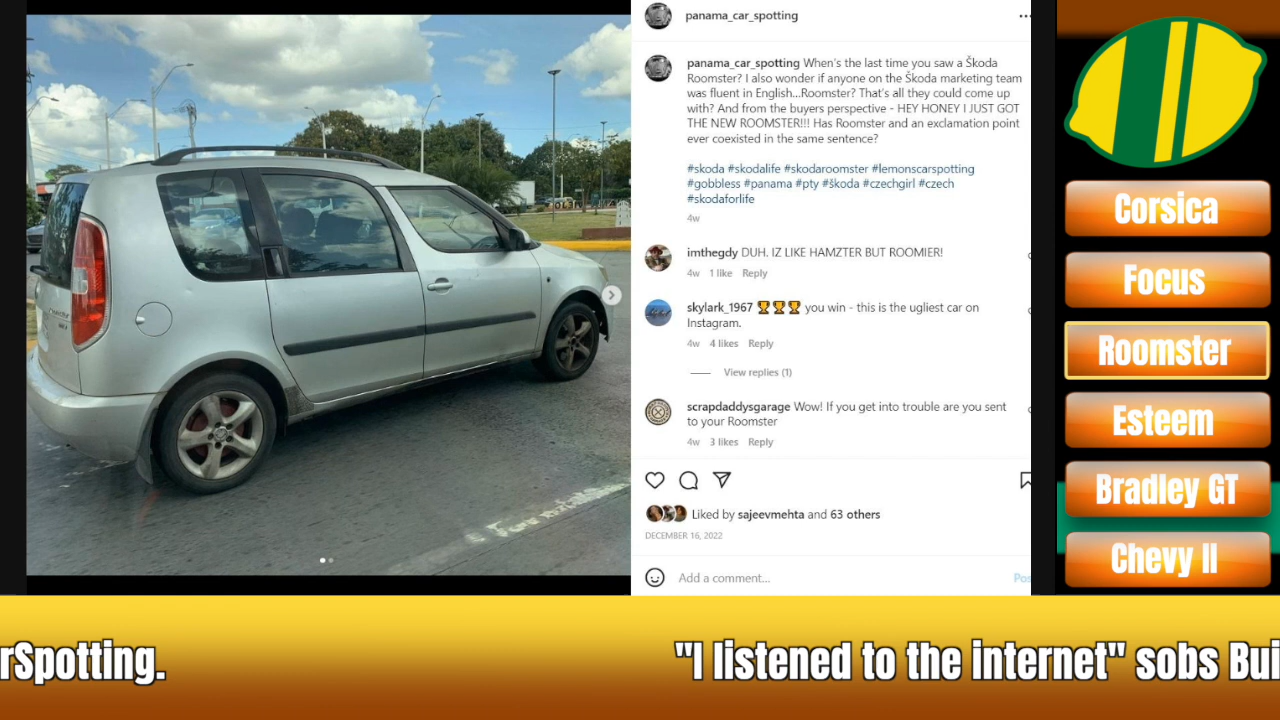 panama_car_spotting
panama_car_spotting When's the last time you saw a Škoda
Roomster? I also wonder if anyone on the Škoda marketing team
was fluent in English...Roomster? That's all they could come up
with? And from the buyers perspective - HEY HONEY I JUST GOT
THE NEW ROOMSTER!!! Has Roomster and an exclamation point
ever coexisted in the same sentence?
#skoda #skodalife #skodaroomster #lemonscarspotting
#gobbless #panama #pty #škoda #czechgirl #czech
#skodaforlife
4w
imthegdy DUH. IZ LIKE HAMZTER BUT ROOMIER!
4w 1 like Reply
skylark_1967 🏆🏆🏆 you win - this is the ugliest car on
Instagram.
4w 4 likes Reply
View replies (1)
scrapdaddysgarage Wow! If you get into trouble are you sent
to your Roomster
4w 3 likes Reply
Liked by sajeevmehta and 63 others
DECEMBER 16, 2022
Add a comment...
Pos
Corsica
Focus
Roomster
Esteem
Bradley GT
Chevy II
rSpotting. "I listened to the internet" sobs Bui